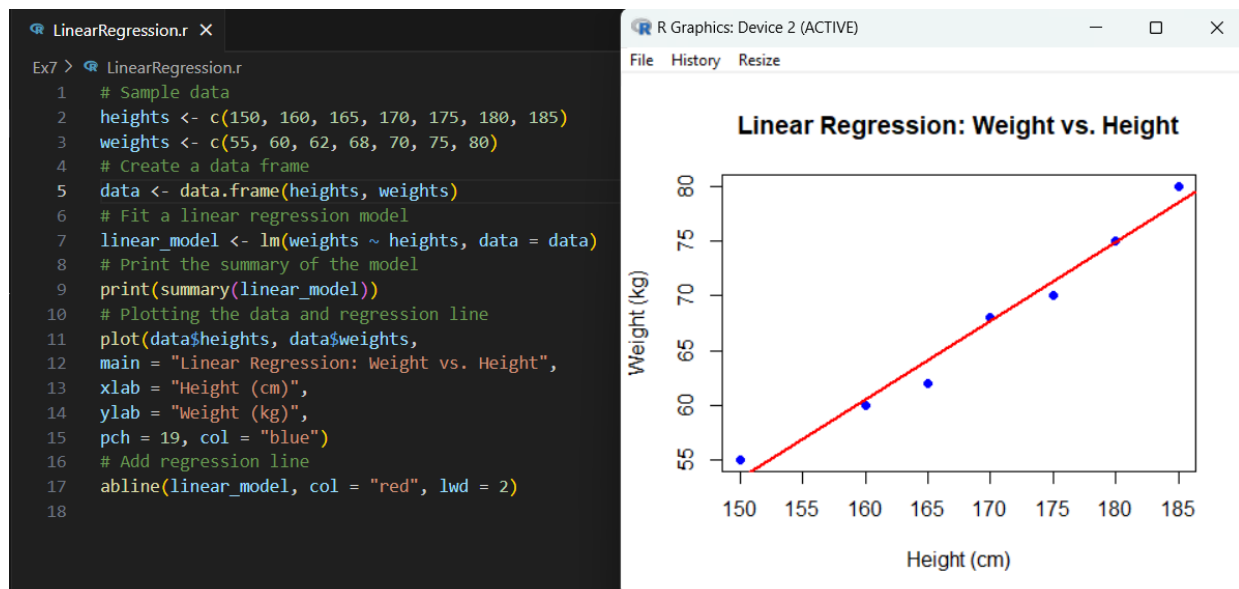 LinearRegression.r
Ex7 > LinearRegression.r
1 # Sample data
2 heights <- c(150, 160, 165, 170, 175, 180, 185)
3 weights <- c(55, 60, 62, 68, 70, 75, 80)
4 # Create a data frame
5 data <- data.frame(heights, weights)
6 # Fit a linear regression model
7 linear_model <- lm(weights ~ heights, data = data)
8 # Print the summary of the model
9 print(summary(linear_model))
10 # Plotting the data and regression line
11 plot(data$heights, data$weights,
12 main = "Linear Regression: Weight vs. Height",
13 xlab = "Height (cm)",
14 ylab = "Weight (kg)",
15 pch = 19, col = "blue")
16 # Add regression line
17 abline(linear_model, col = "red", lwd = 2)
18
R Graphics: Device 2 (ACTIVE)
File History Resize
Linear Regression: Weight vs. Height
Weight (kg)
80
75
70
65
60
55
150 155 160 165 170 175 180 185
Height (cm)